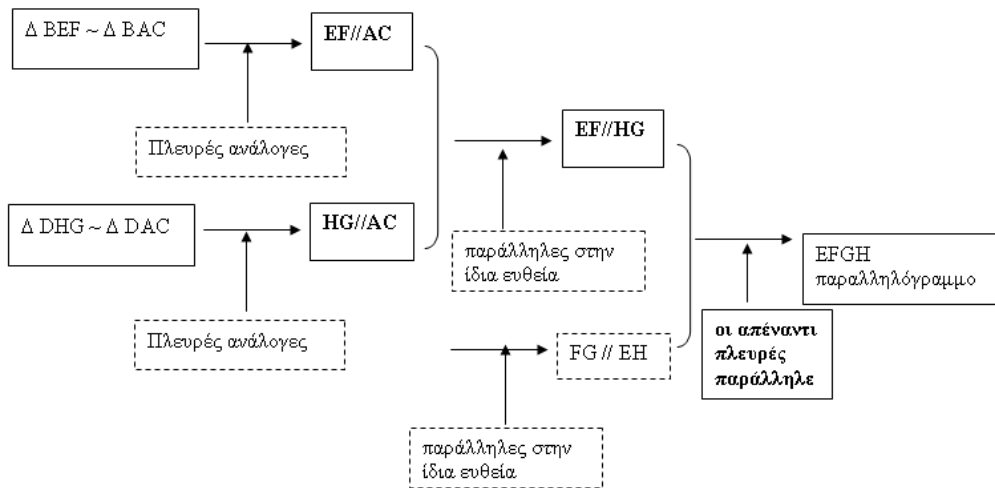 Δ BEF ~ Δ BAC
EF//AC
Πλευρές ανάλογες
EF//HG
Δ DHG ~ Δ DAC
HG//AC
παράλληλες στην
ίδια ευθεία
EFGH
παραλληλόγραμμο
Πλευρές ανάλογες
FG // EH
οι απέναντι
πλευρές
παράλληλε
παράλληλες στην
ίδια ευθεία